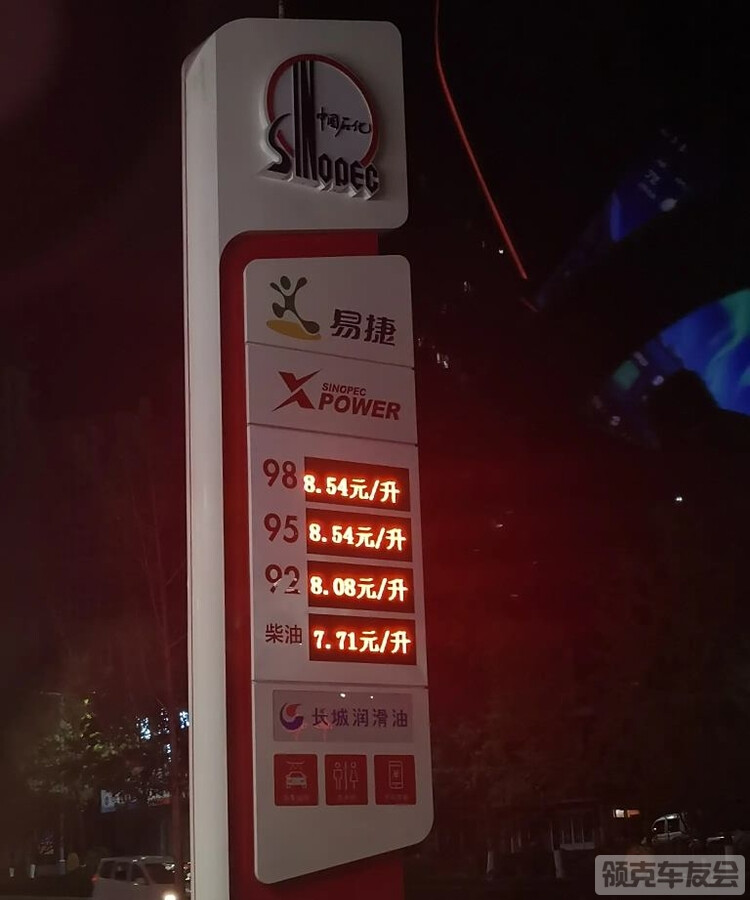 中国石化
SINOPEC
易捷
SINOPEC
X POWER
98 8.54元/升
95 8.54元/升
92 8.08元/升
柴油 7.71元/升
长城润滑油
领克车友会